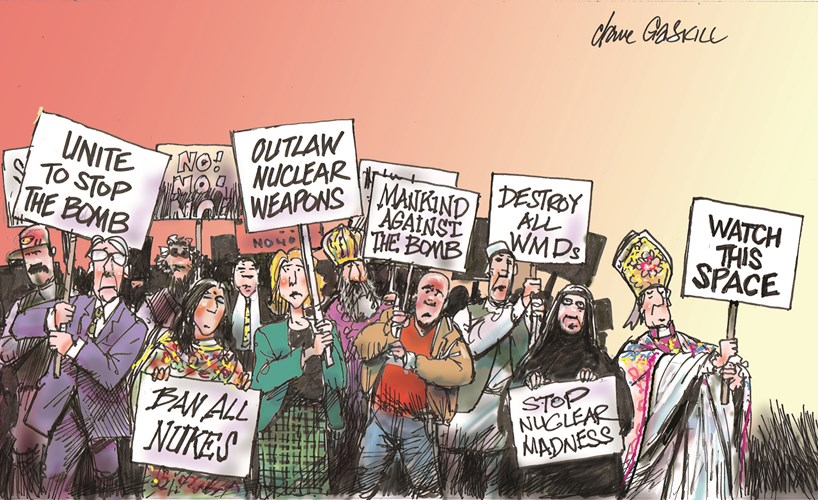 Dave GASKILL
UNITE
TO STOP
THE BOMB
NO!
NO!
OUTLAW
NUCLEAR
WEAPONS
MANKIND
AGAINST
THE BOMB
DESTROY
ALL
WMDs
WATCH
THIS
SPACE
BAN ALL
NUKES
STOP
NUCLEAR
MADNESS